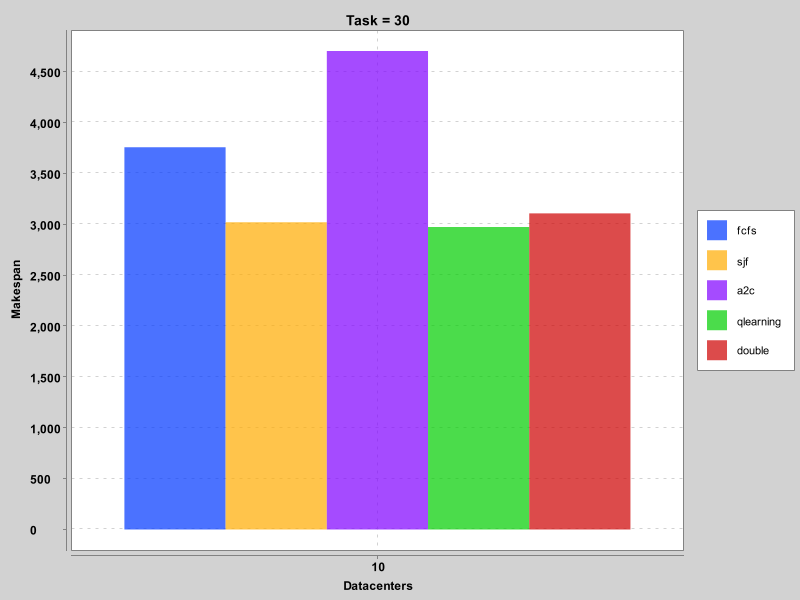 Task = 30
Makespan
4,500
4,000
3,500
3,000
2,500
2,000
1,500
1,000
500
0
10
Datacenters
fcfs
sjf
a2c
qlearning
double